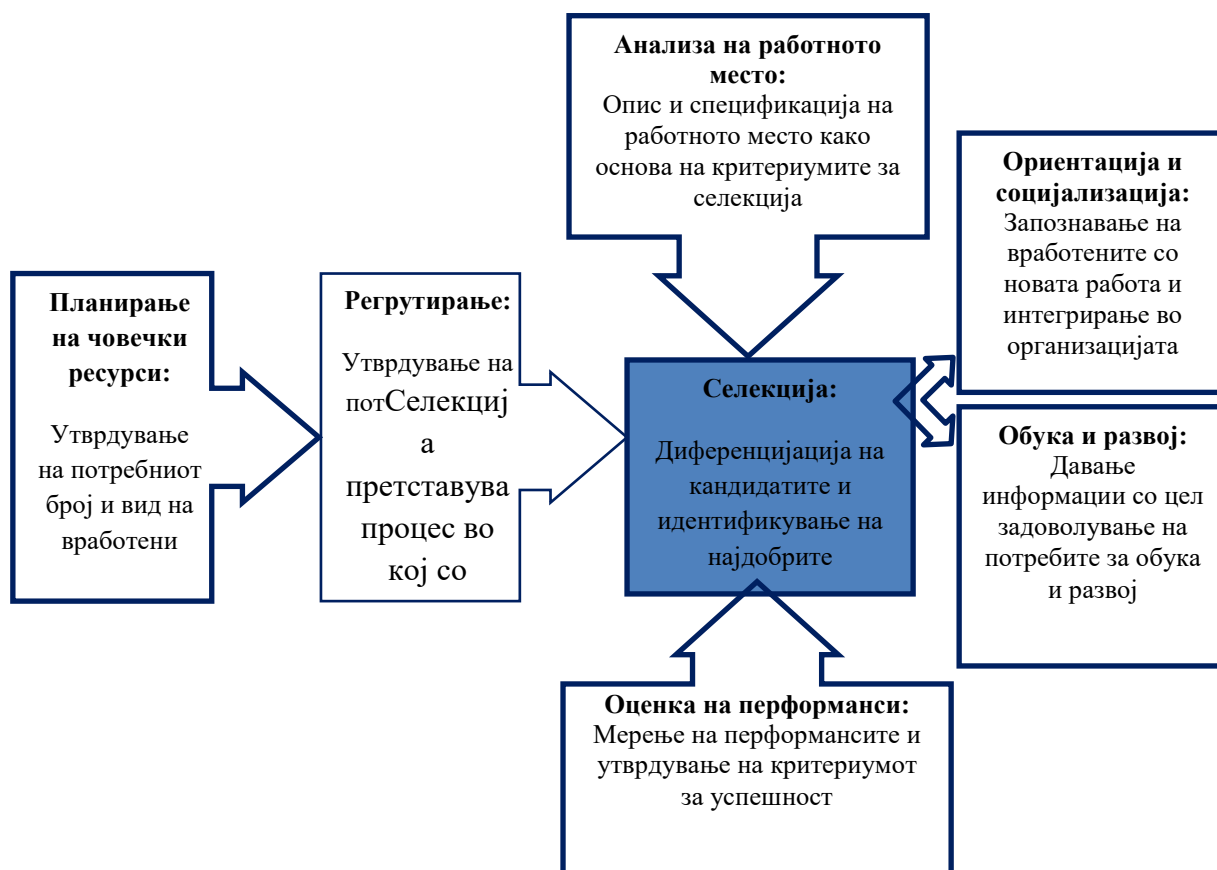 Анализа на работното
место:
Опис и спецификација на
работното место како
основа на критериумите за
селекција
Планирање
на човечки
ресурси:
Утврдување
на потребниот
број и вид на
вработени
Регрутирање:
Утврдување на
потСелекциј
а
претставува
процес во
кој со
Селекција:
Диференцијација на
кандидатите и
идентификување на
најдобрите
Ориентација и
социјализација:
Запознавање на
вработените со
новата работа и
интегрирање во
организацијата
Обука и развој:
Давање
информации со цел
задоволување на
потребите за обука
и развој
Оценка на перформанси:
Мерење на перформансите и
утврдување на критериумот
за успешност